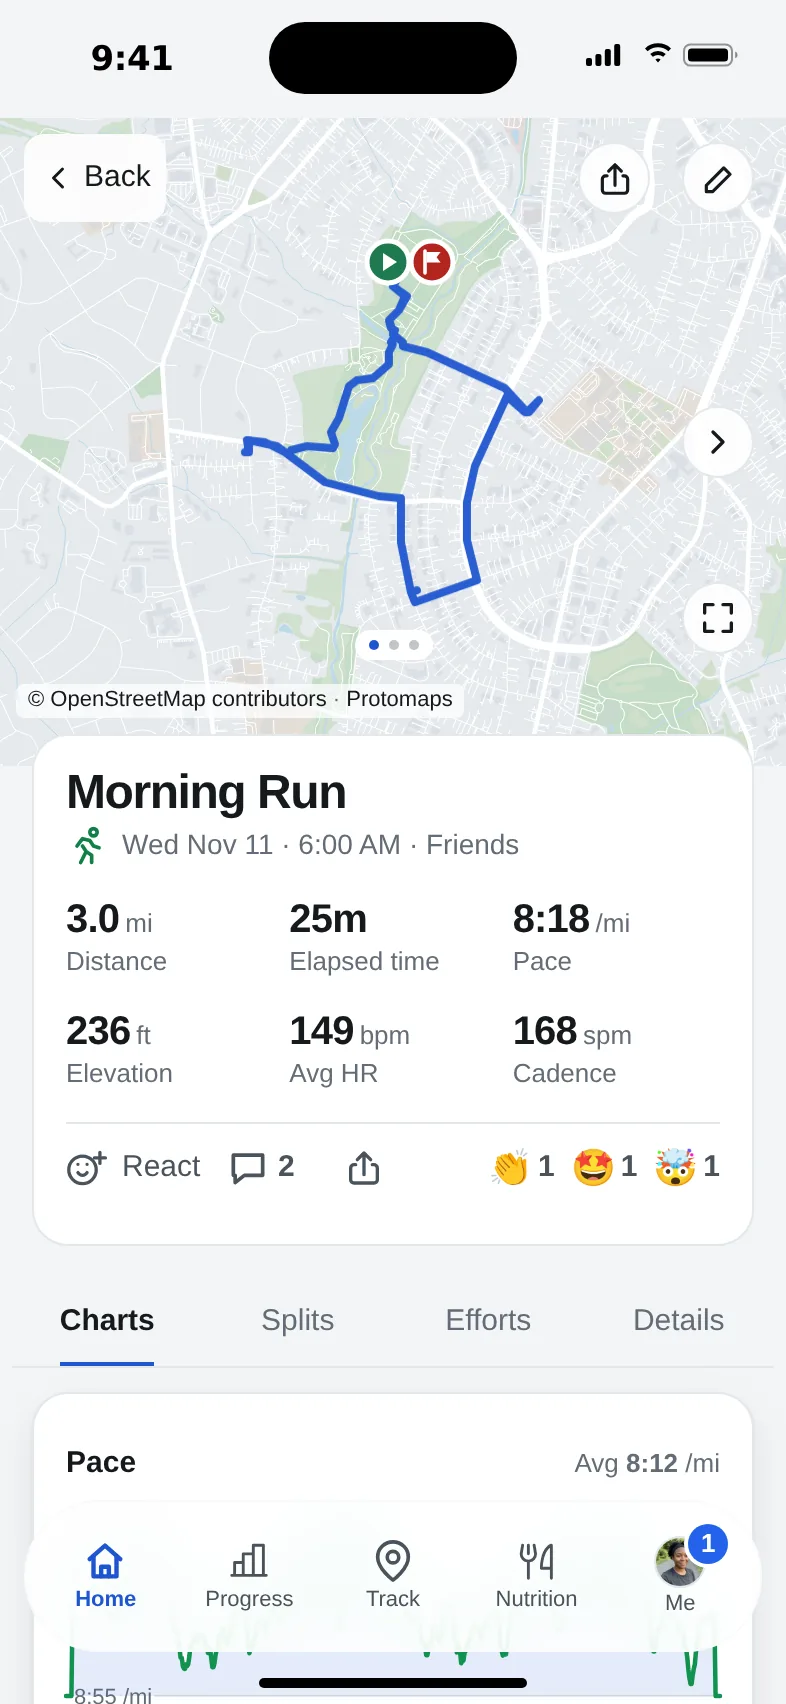 9:41
Back
© OpenStreetMap contributors · Protomaps
Morning Run
Wed Nov 11 · 6:00 AM · Friends
3.0 mi 25m 8:18 /mi
Distance Elapsed time Pace
236 ft 149 bpm 168 spm
Elevation Avg HR Cadence
React 2 1 1 1
Charts Splits Efforts Details
Pace Avg 8:12 /mi
1
Home Progress Track Nutrition Me
8:55 /mi